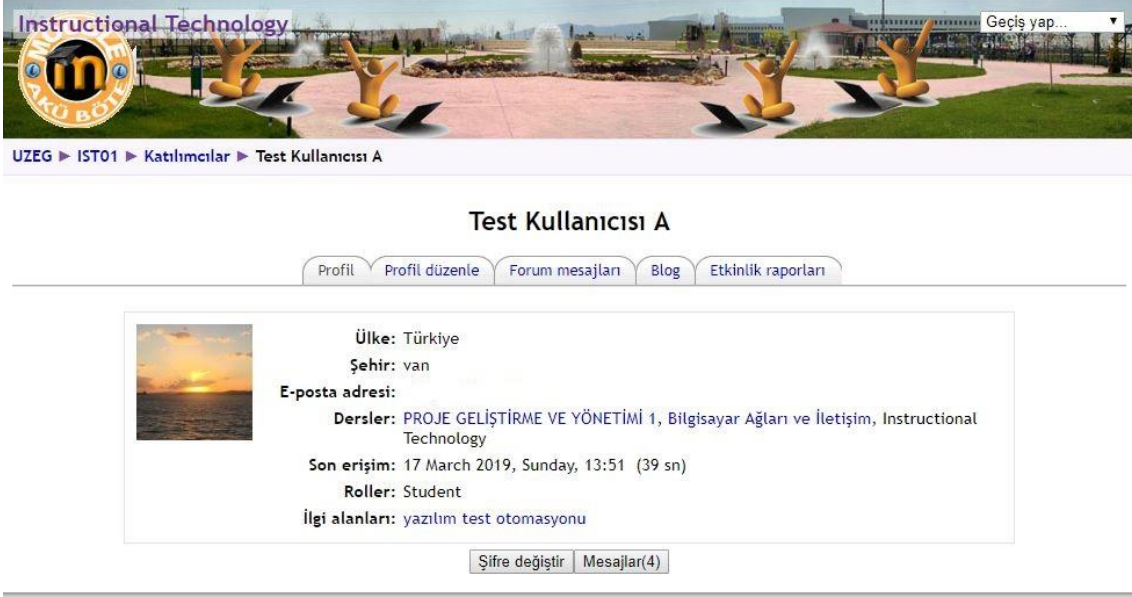 Instructional Technology
Geçiş yap...
AKÜ BÖTE
UZEG ► IST01 ► Katılımcılar ► Test Kullanıcısı A
Test Kullanıcısı A
Profil Profil düzenle Forum mesajları Blog Etkinlik raporları
Ülke: Türkiye
Şehir: van
E-posta adresi:
Dersler: PROJE GELİŞTİRME VE YÖNETİMİ 1, Bilgisayar Ağları ve İletişim, Instructional
Technology
Son erişim: 17 March 2019, Sunday, 13:51 (39 sn)
Roller: Student
İlgi alanları: yazılım test otomasyonu
Şifre değiştir Mesajlar(4)